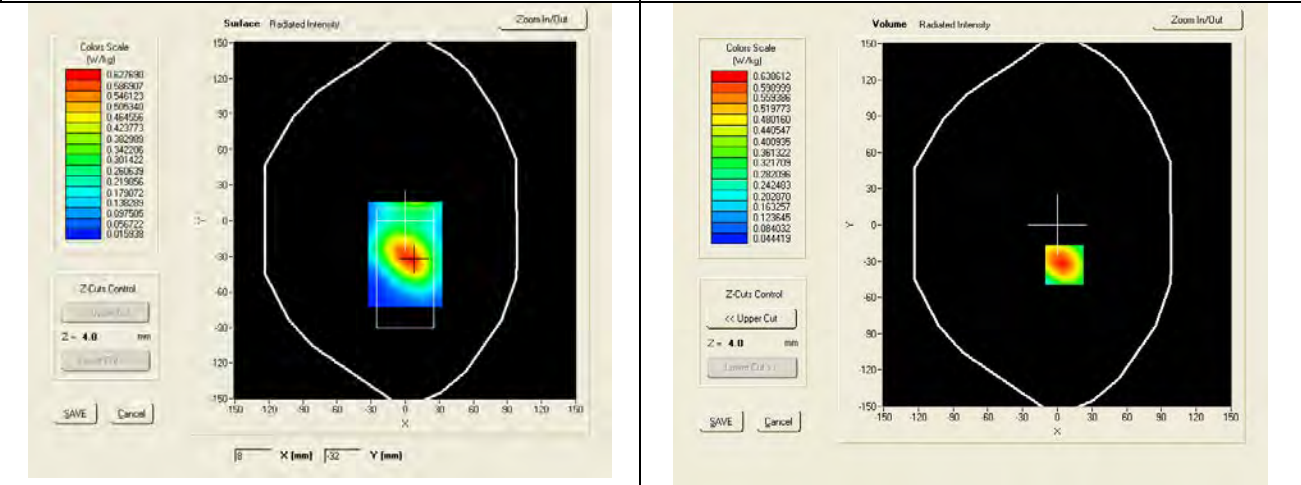 Surface Radiated Intensity
Zoom In/Out
Colors Scale
(W/kg)
0.627690
0.586907
0.546123
0.505340
0.464556
0.423773
0.382989
0.342206
0.301422
0.260639
0.219856
0.179072
0.138289
0.097505
0.056722
0.015938
Z-Cuts Control
<< Upper Cut
Z = 4.0 mm
SAVE Cancel
150
120
90
60
30
0
-30
-60
-90
-120
-150
Y
-150 -120 -90 -60 -30 0 30 60 90 120 150
X
8 X (mm) -32 Y (mm)
Volume Radiated Intensity
Zoom In/Out
Colors Scale
(W/kg)
0.630612
0.590999
0.559386
0.519773
0.480160
0.440547
0.400935
0.361322
0.321709
0.282096
0.242483
0.202870
0.163257
0.123645
0.084032
0.044419
Z-Cuts Control
<< Upper Cut
Z = 4.0 mm
Lower Cut >>
SAVE Cancel
150
120
90
60
30
0
-30
-60
-90
-120
-150
Y
-150 -120 -90 -60 -30 0 30 60 90 120 150
X